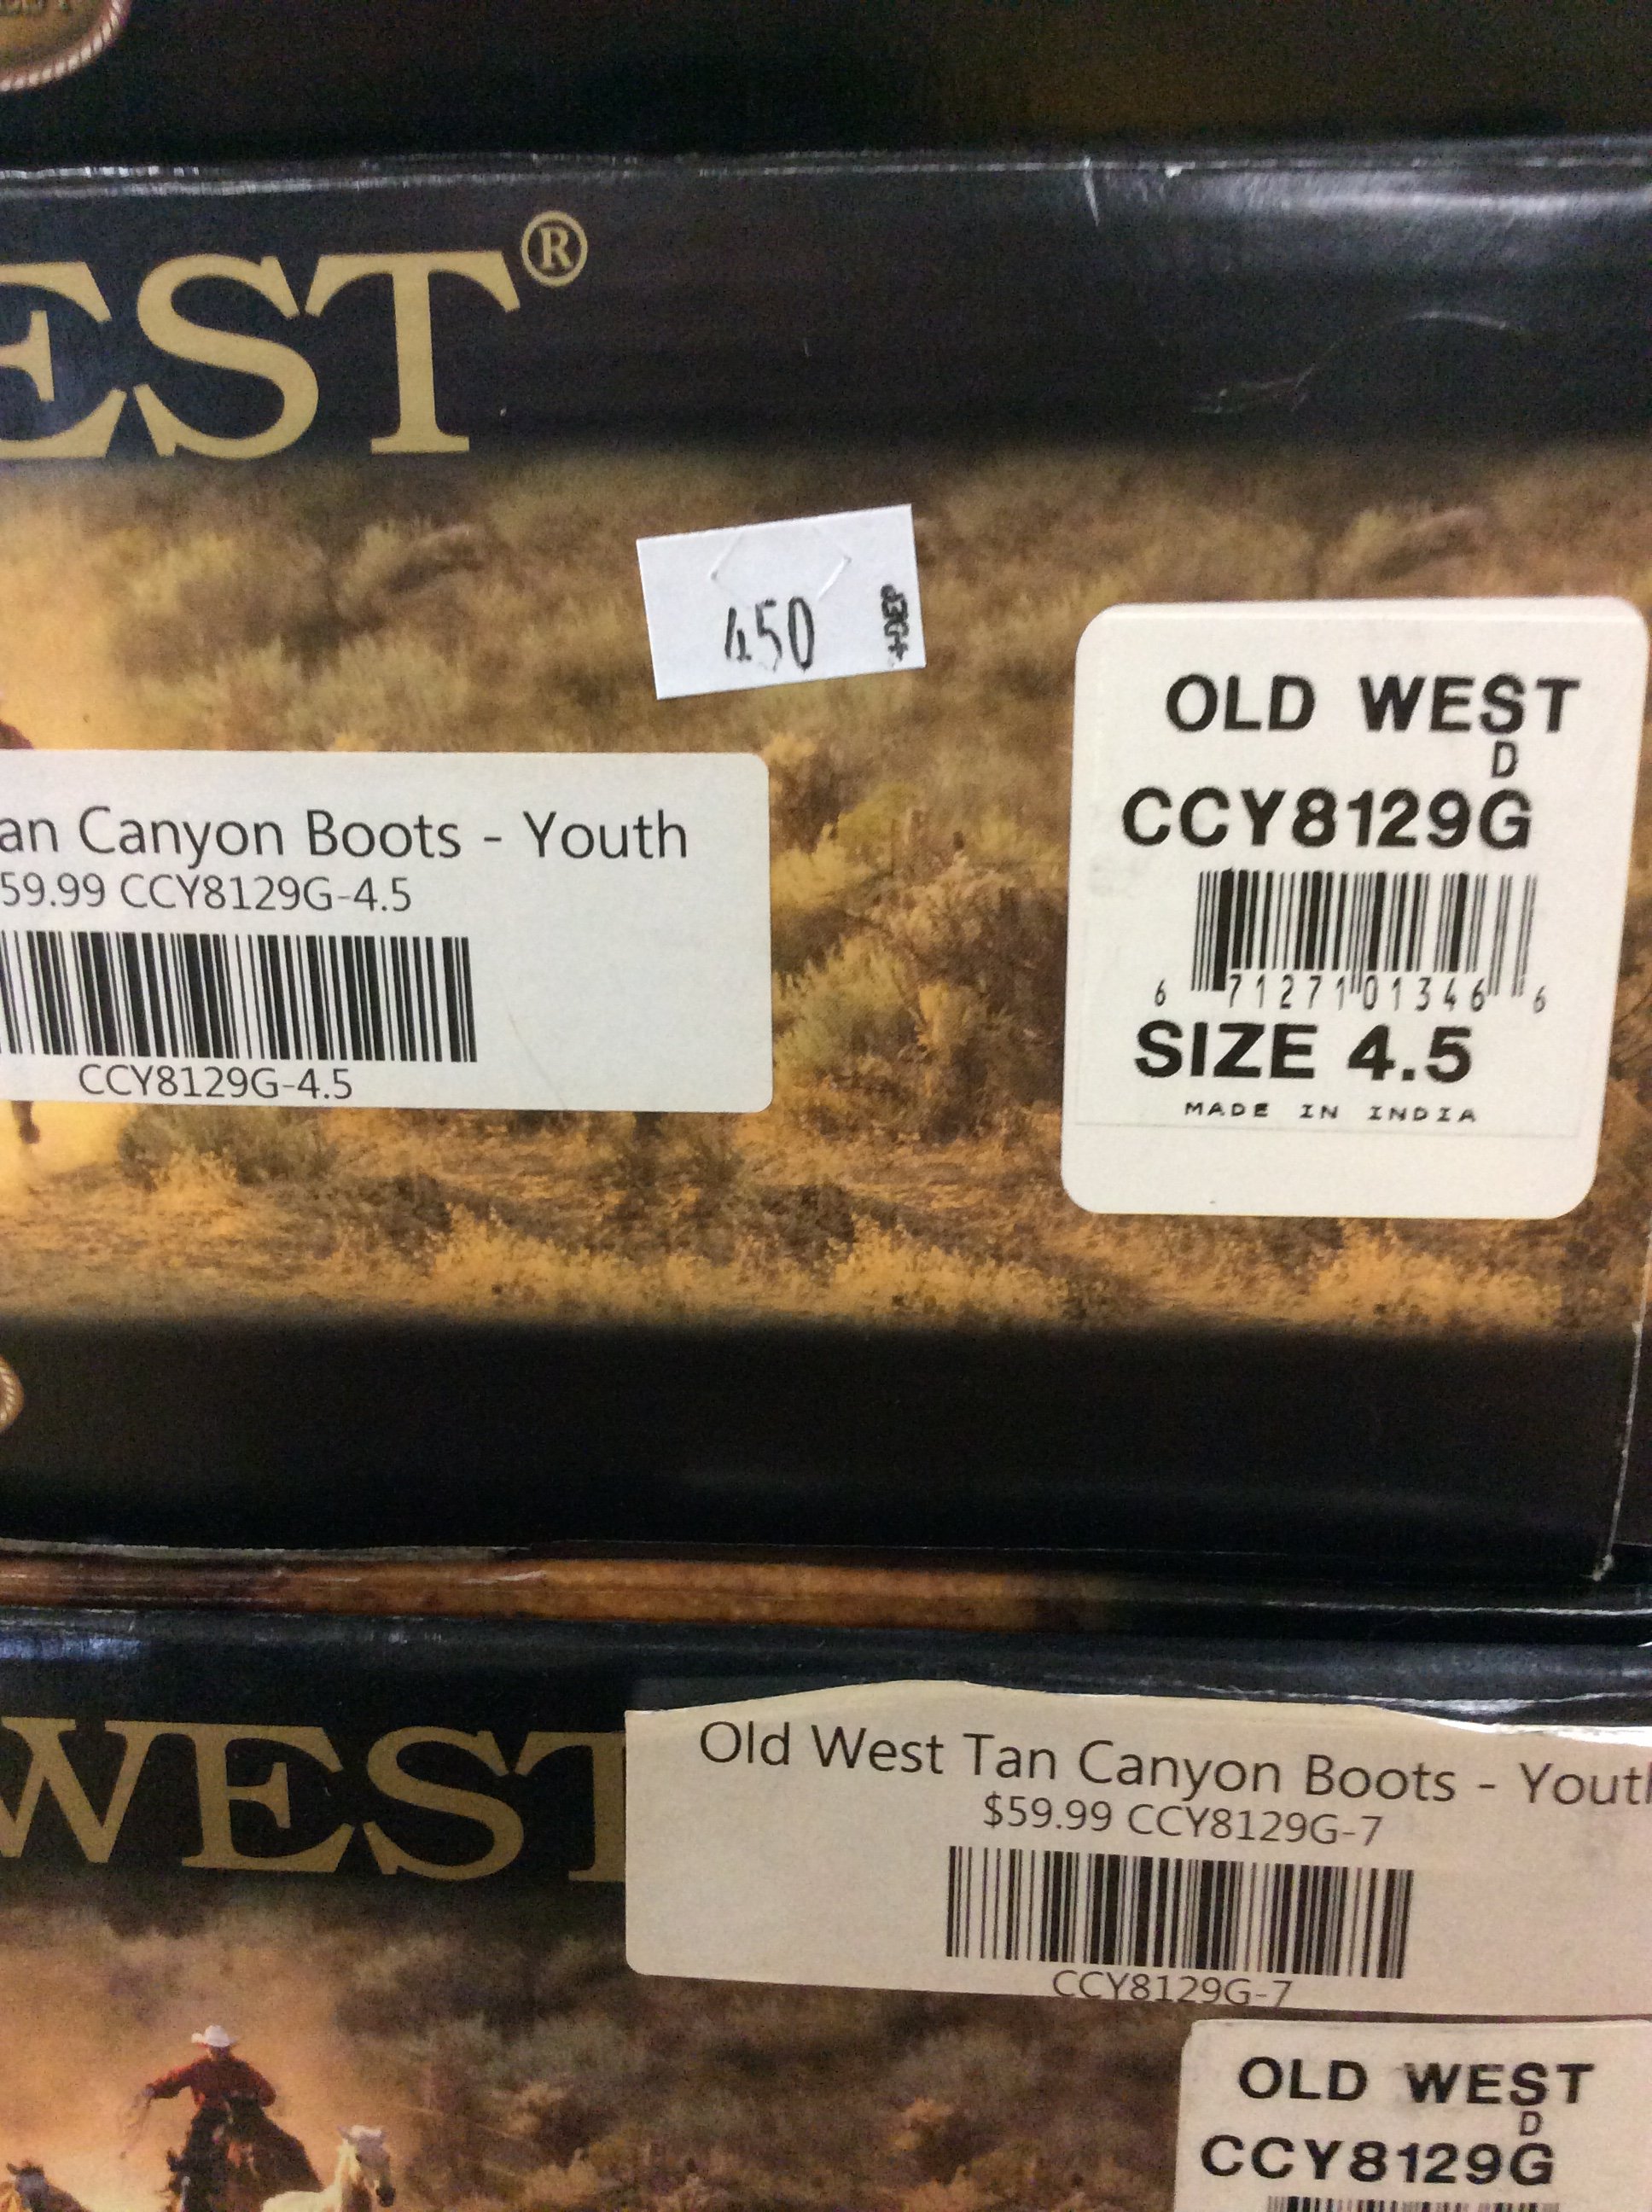 EST®
450
an Canyon Boots - Youth
59.99 CCY8129G-4.5
CCY8129G-4.5
OLD WEST
D
CCY8129G
6 71271 01346 6
SIZE 4.5
MADE IN INDIA
WEST
Old West Tan Canyon Boots - Youth
$59.99 CCY8129G-7
CCY8129G-7
OLD WEST
D
CCY8129G